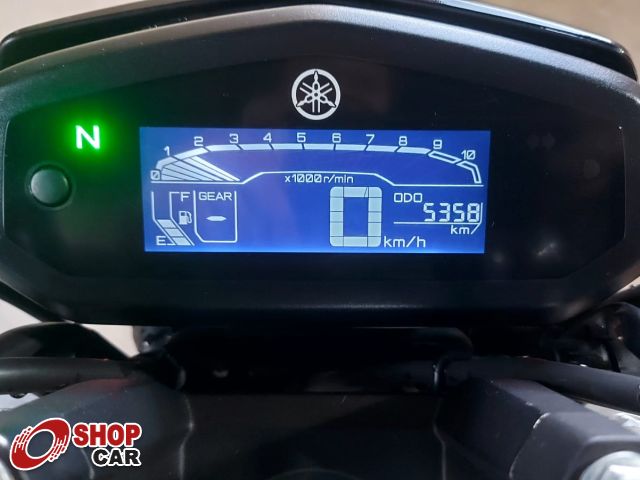 N
0 1 2 3 4 5 6 7 8 9 10
x1000r/min
F
E
GEAR
-
0 km/h
ODO
5358
km/
SHOP
CAR